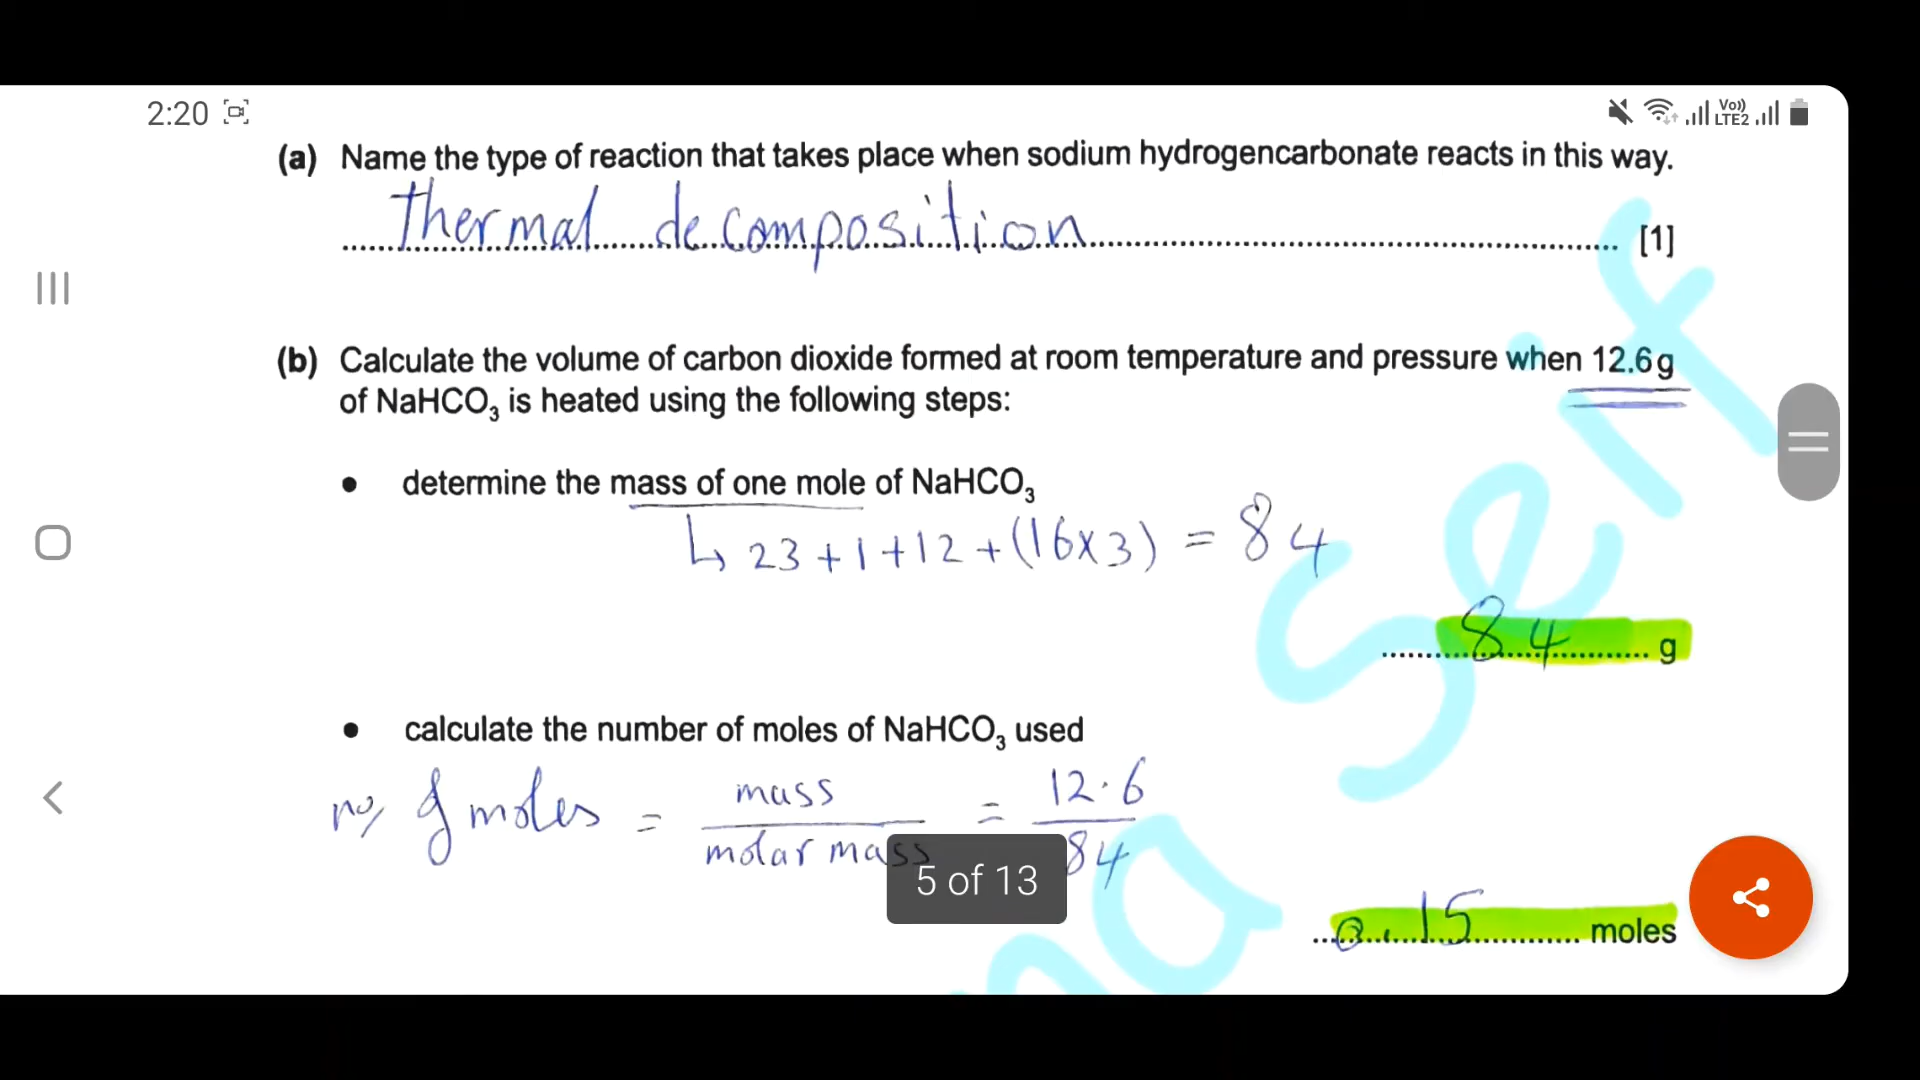 2:20
Vo))
LTE2
(a) Name the type of reaction that takes place when sodium hydrogencarbonate reacts in this way.
Thermal decomposition [1]
(b) Calculate the volume of carbon dioxide formed at room temperature and pressure when 12.6g
of NaHCO₃ is heated using the following steps:
• determine the mass of one mole of NaHCO₃
↳ 23 + 1 + 12 + (16x3) = 84
84 g
• calculate the number of moles of NaHCO₃ used
no/ of moles = mass / molar mass = 12.6 / 84
5 of 13
0.15 moles
Seif